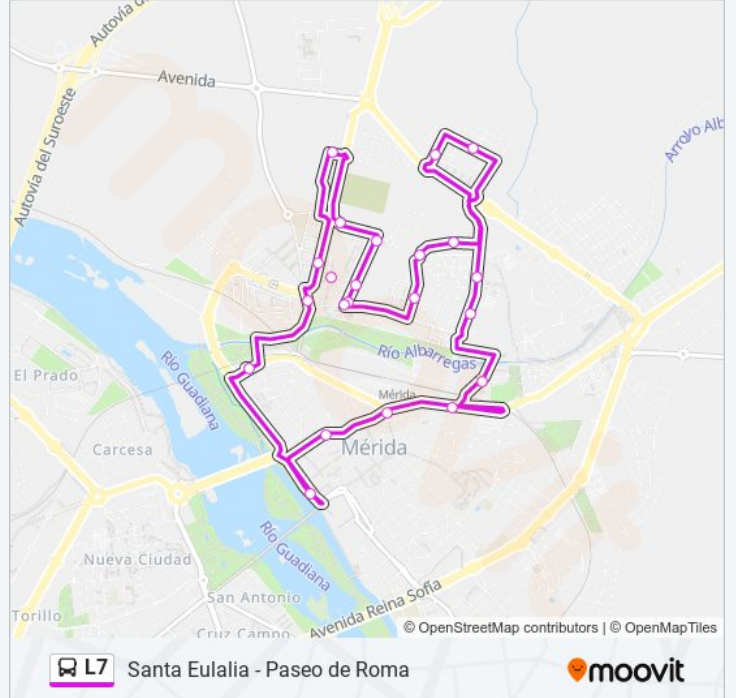 Autovía d
Avenida
Autovía del Suroeste
Arroyo Alb
Río Guadiana
Río Albarregas
El Prado
Mérida
Carcesa
Mérida
Río Guadiana
Nueva Ciudad
San Antonio
Avenida Reina Sofía
Torillo
Cruz Campo
© OpenStreetMap contributors | © OpenMapTiles
L7 Santa Eulalia - Paseo de Roma
moovit